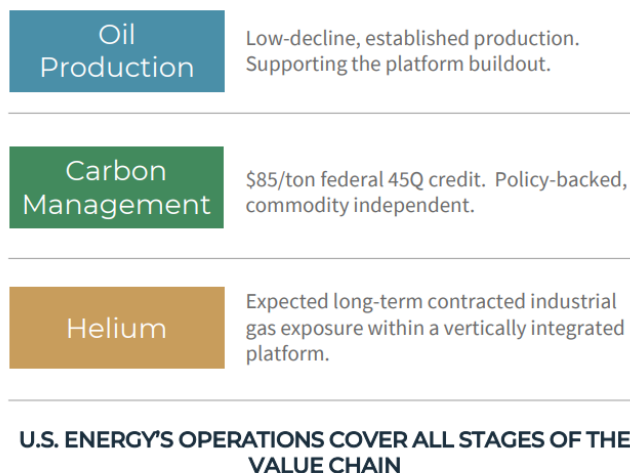 Oil
Production
Low-decline, established production.
Supporting the platform buildout.
Carbon
Management
$85/ton federal 45Q credit.  Policy-backed,
commodity independent.
Helium
Expected long-term contracted industrial
gas exposure within a vertically integrated
platform.
U.S. ENERGY’S OPERATIONS COVER ALL STAGES OF THE
VALUE CHAIN